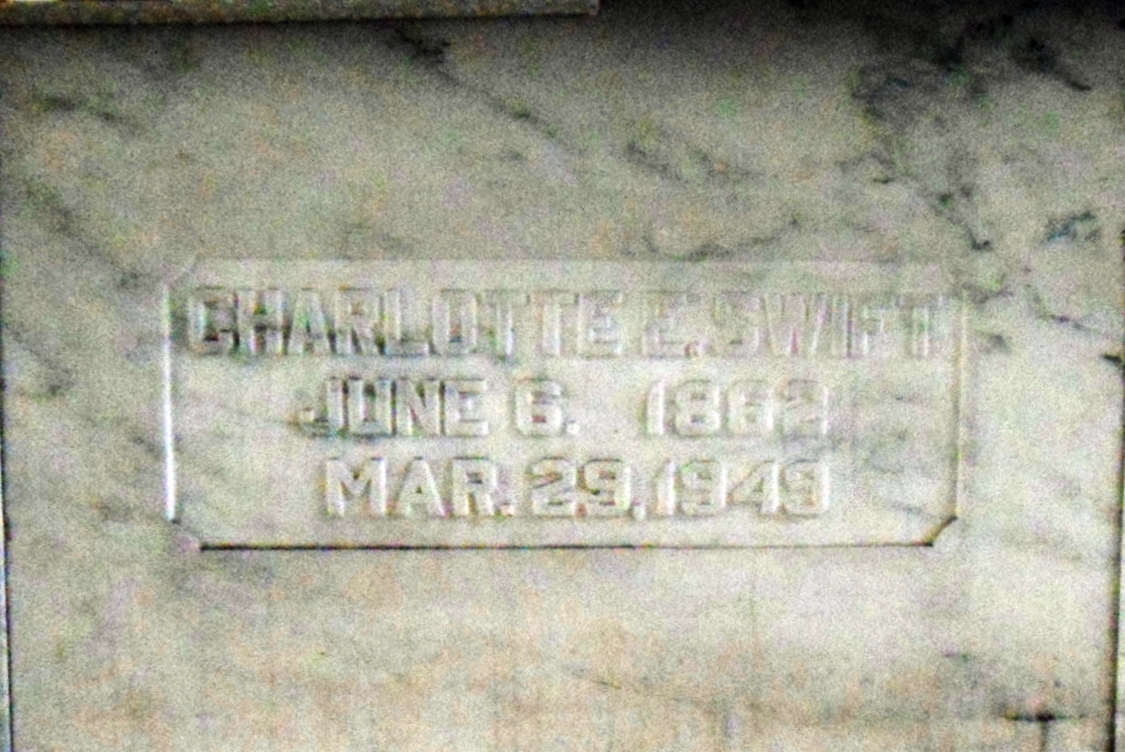 CHARLOTTE E. SWIFT
JUNE 6. 1862
MAR. 29, 1949